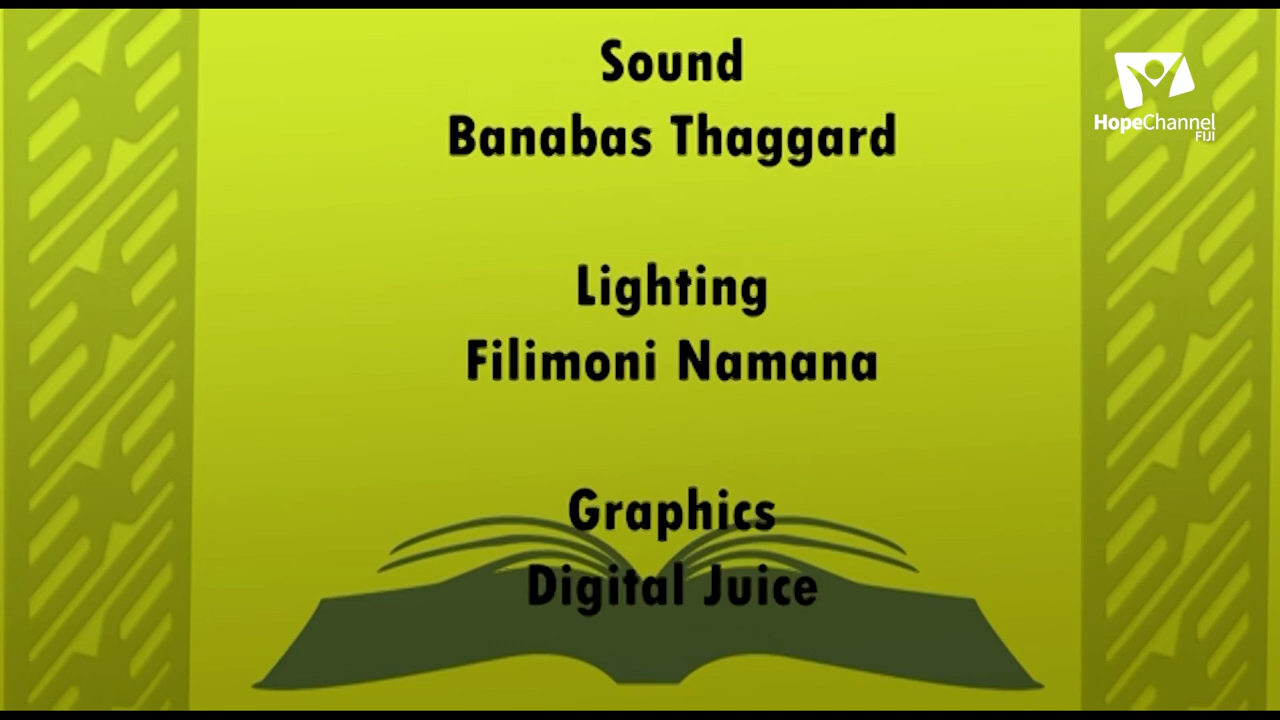 Sound
Banabas Thaggard
HopeChannel
FIJI
Lighting
Filimoni Namana
Graphics
Digital Juice